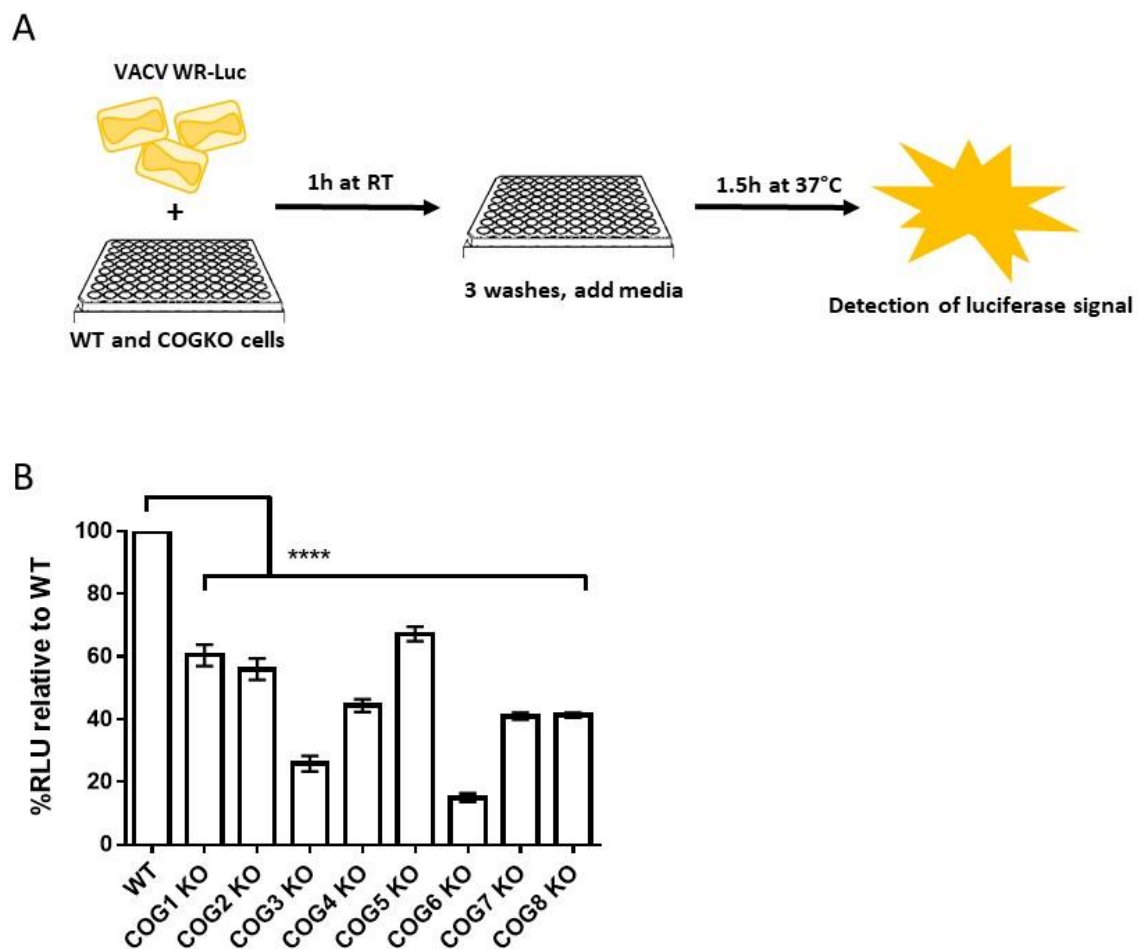 A
VACV WR-Luc
+
WT and COGKO cells
1h at RT
3 washes, add media
1.5h at 37°C
Detection of luciferase signal
B
%RLU relative to WT
100
80
60
40
20
0
****
WT
COG1 KO
COG2 KO
COG3 KO
COG4 KO
COG5 KO
COG6 KO
COG7 KO
COG8 KO